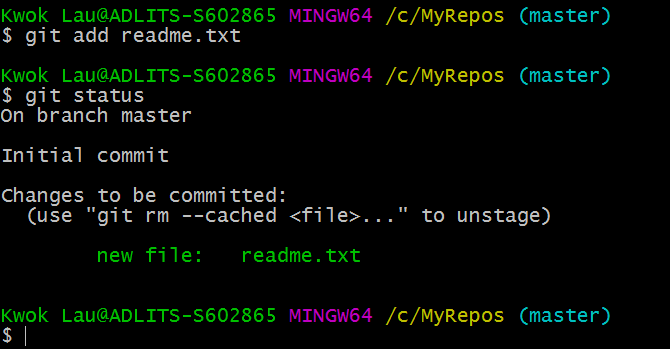 Kwok Lau@ADLITS-S602865 MINGW64 /c/MyRepos (master)
$ git add readme.txt
Kwok Lau@ADLITS-S602865 MINGW64 /c/MyRepos (master)
$ git status
On branch master
Initial commit
Changes to be committed:
  (use "git rm --cached <file>..." to unstage)
        new file:   readme.txt
Kwok Lau@ADLITS-S602865 MINGW64 /c/MyRepos (master)
$